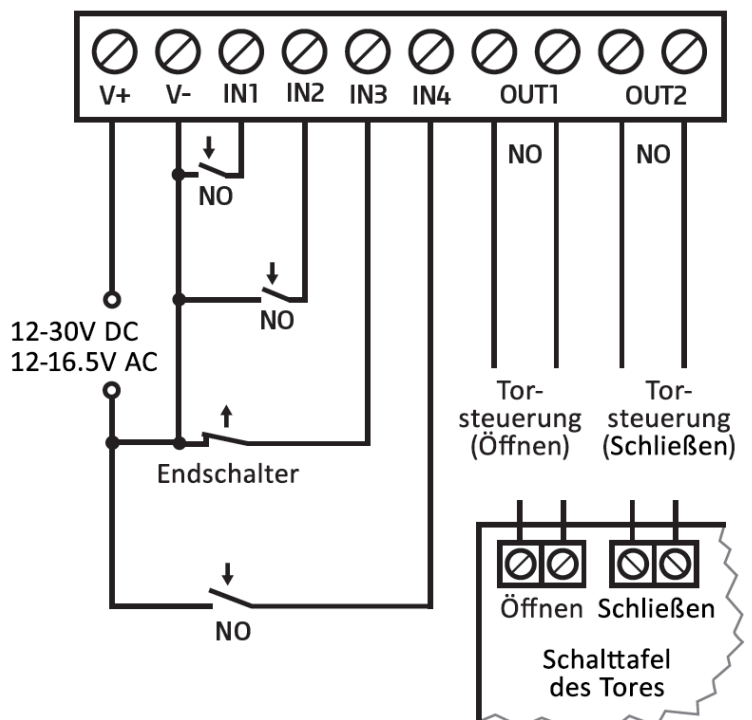 V+ V- IN1 IN2 IN3 IN4 OUT1 OUT2
NO NO
NO
NO
12-30V DC
12-16.5V AC
Tor-
steuerung
(Öffnen)
Tor-
steuerung
(Schließen)
Endschalter
NO
Öffnen Schließen
Schalttafel
des Tores